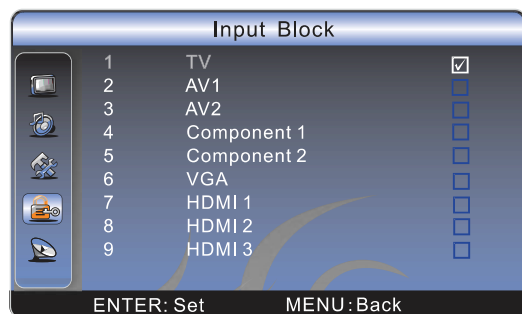 Input Block
1 TV
2 AV1
3 AV2
4 Component 1
5 Component 2
6 VGA
7 HDMI 1
8 HDMI 2
9 HDMI 3
ENTER: Set MENU: Back